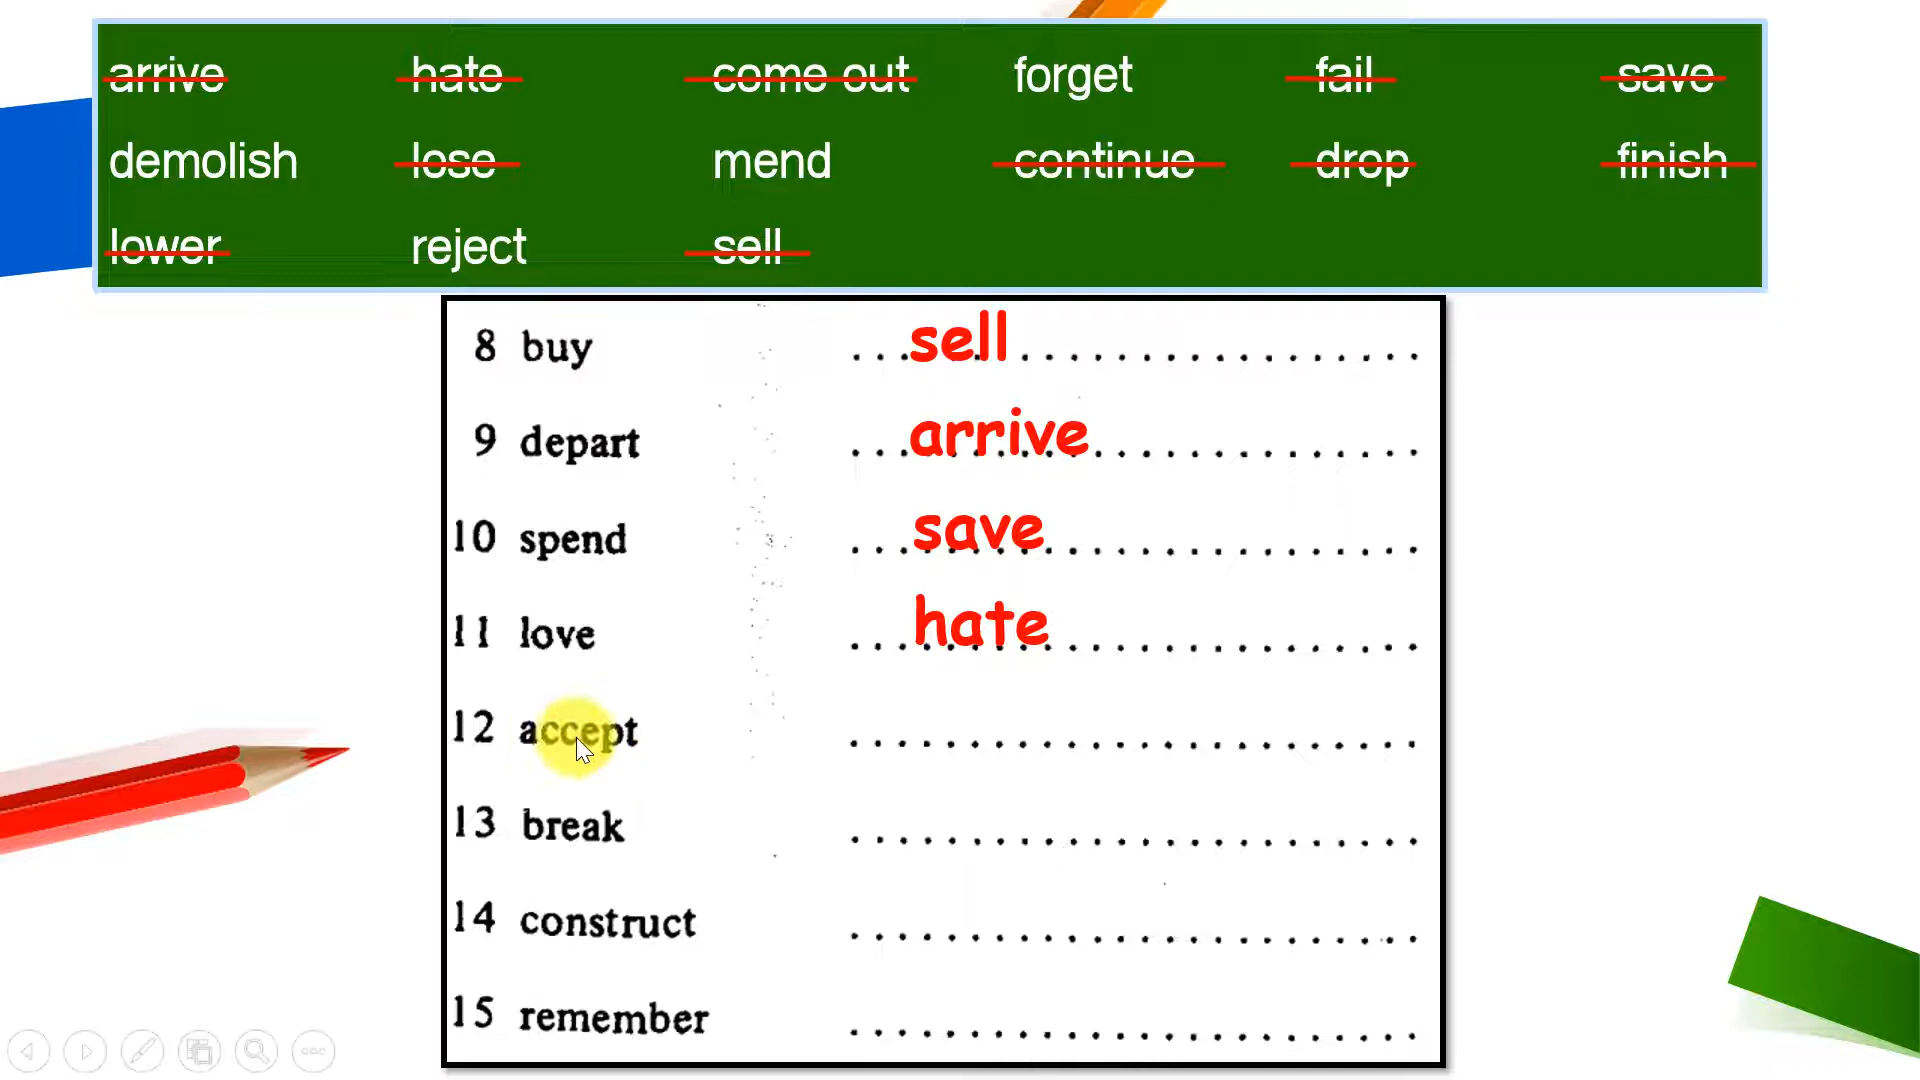 arrive hate come out forget fail save
demolish lose mend continue drop finish
lower reject sell
8 buy ... sell ...............
9 depart ... arrive ...............
10 spend ... save ...............
11 love ... hate ...............
12 accept ........................
13 break ........................
14 construct ........................
15 remember ........................